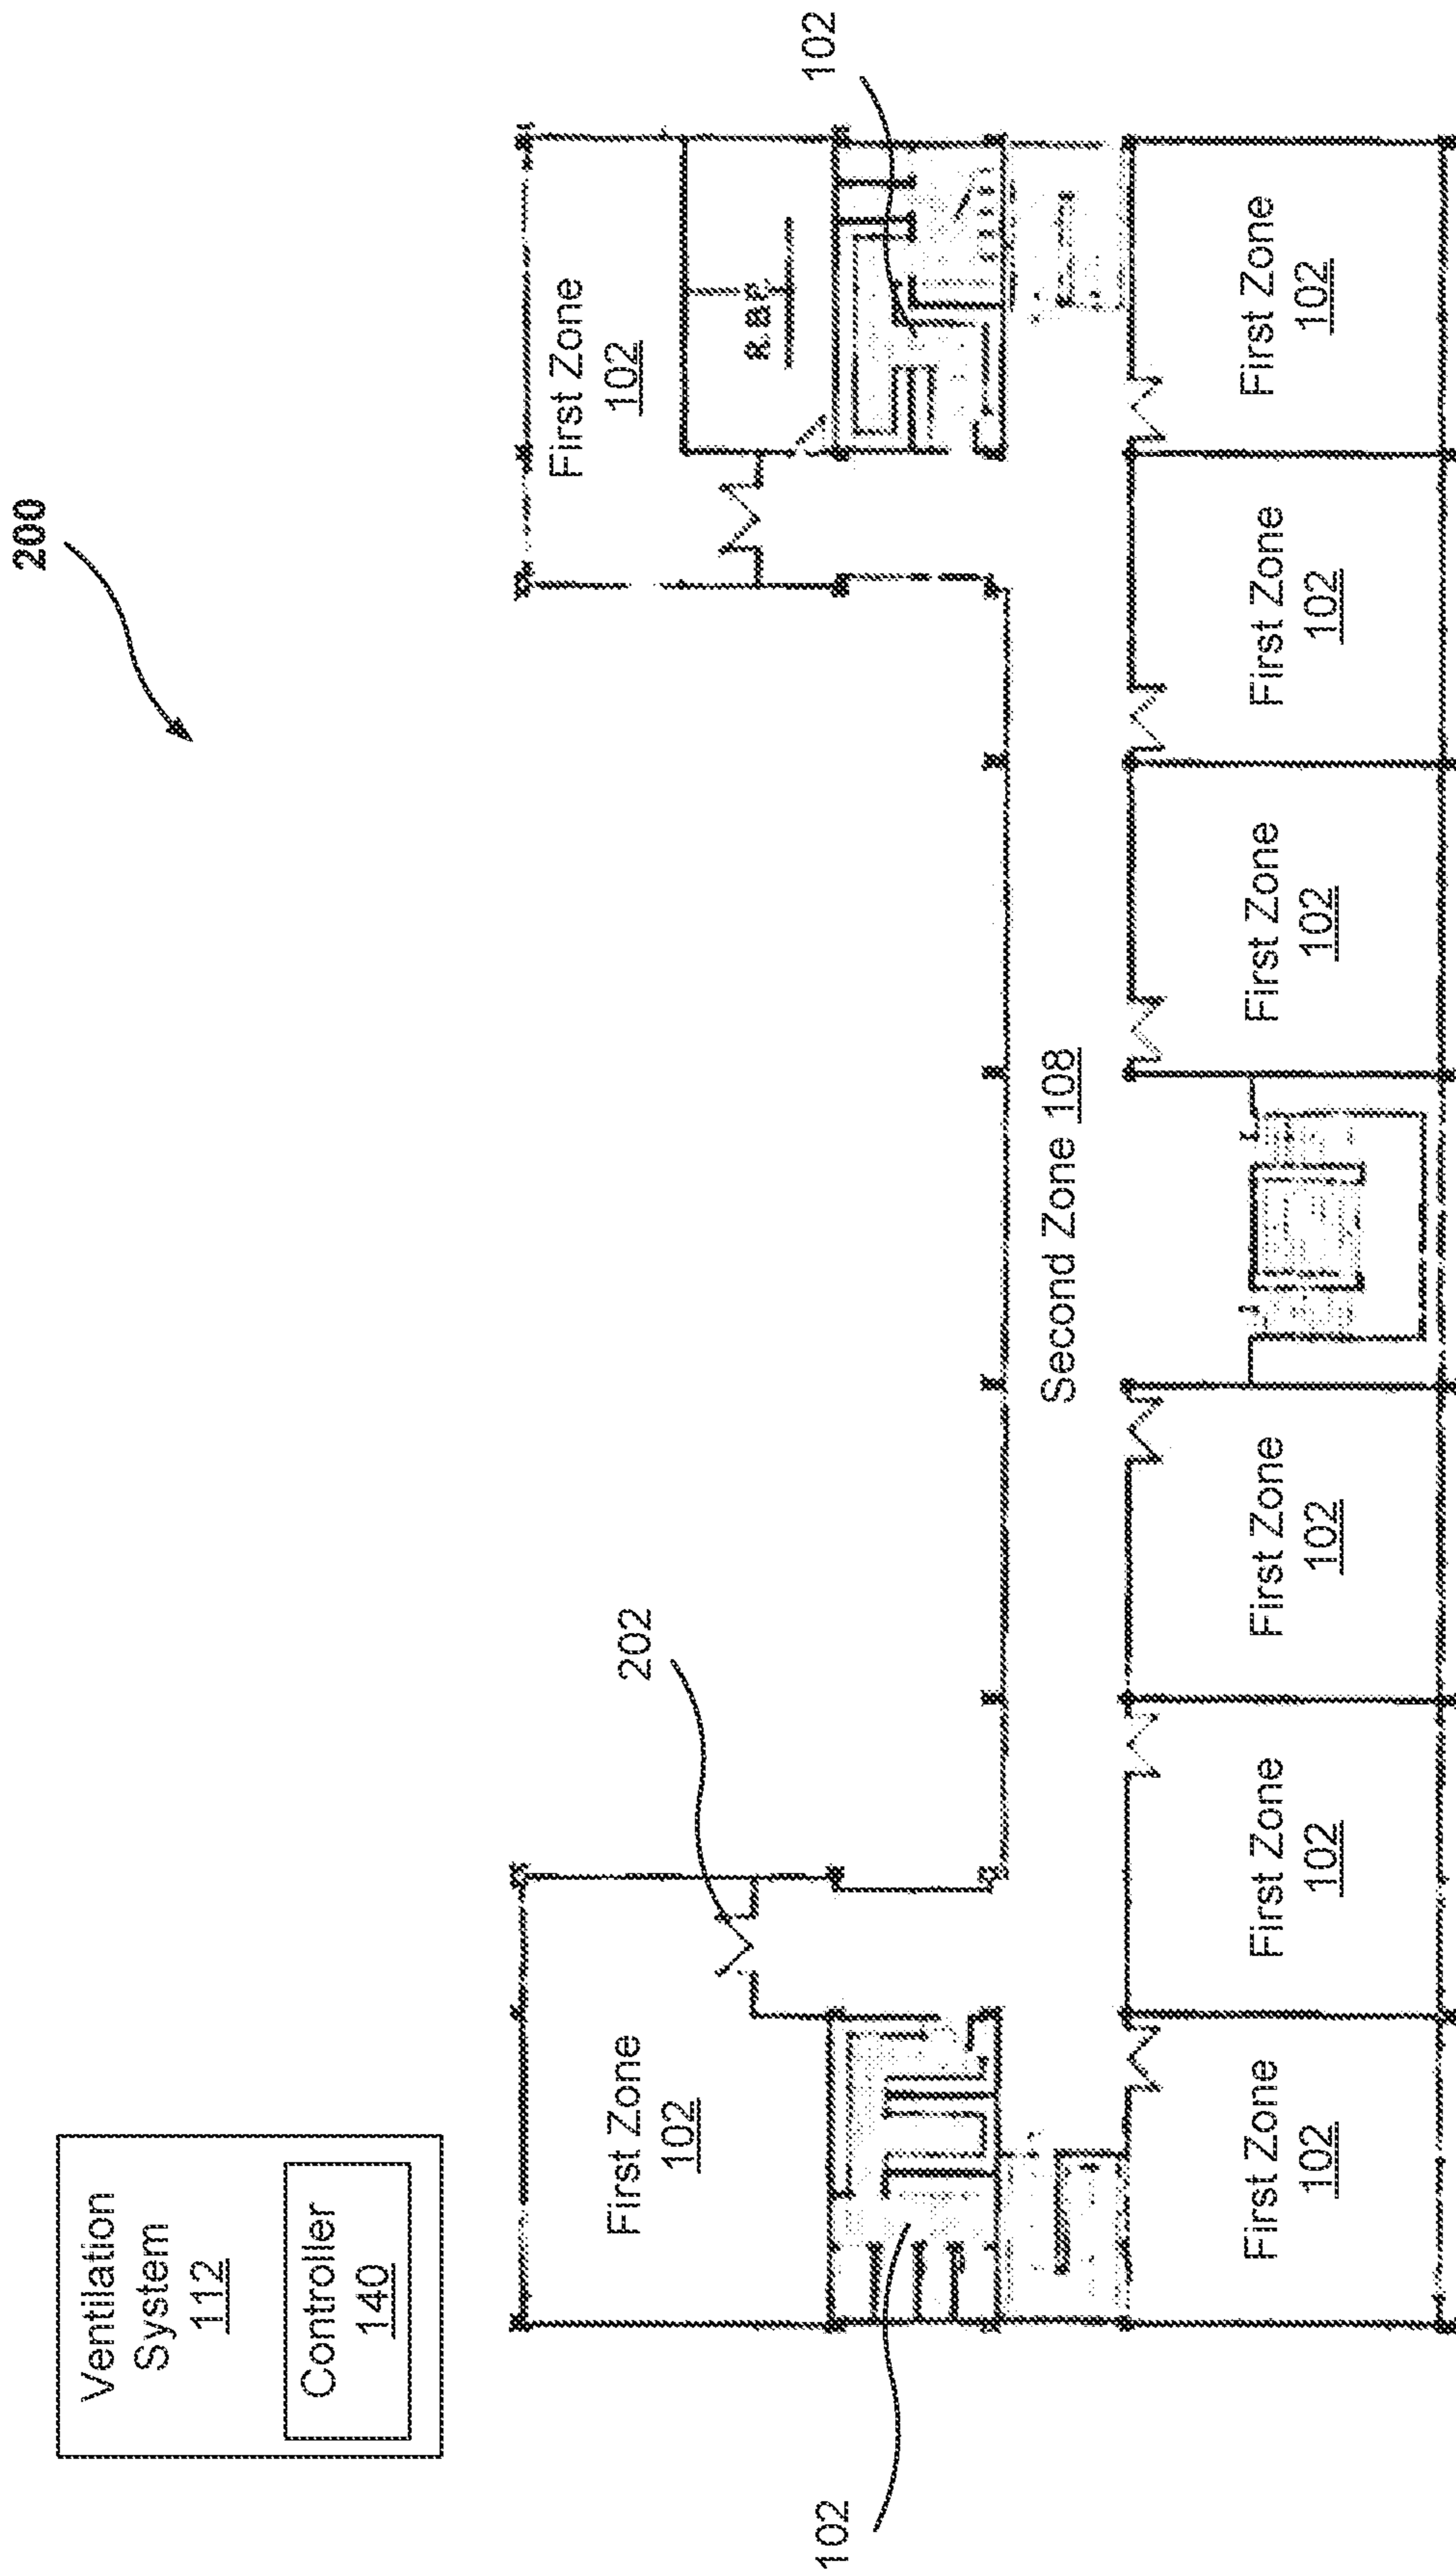 200
Ventilation
System
112
Controller
140
First Zone
102
202
First Zone
102
102
102
Second Zone 108
First Zone
102
First Zone
102
First Zone
102
First Zone
102
First Zone
102
First Zone
102